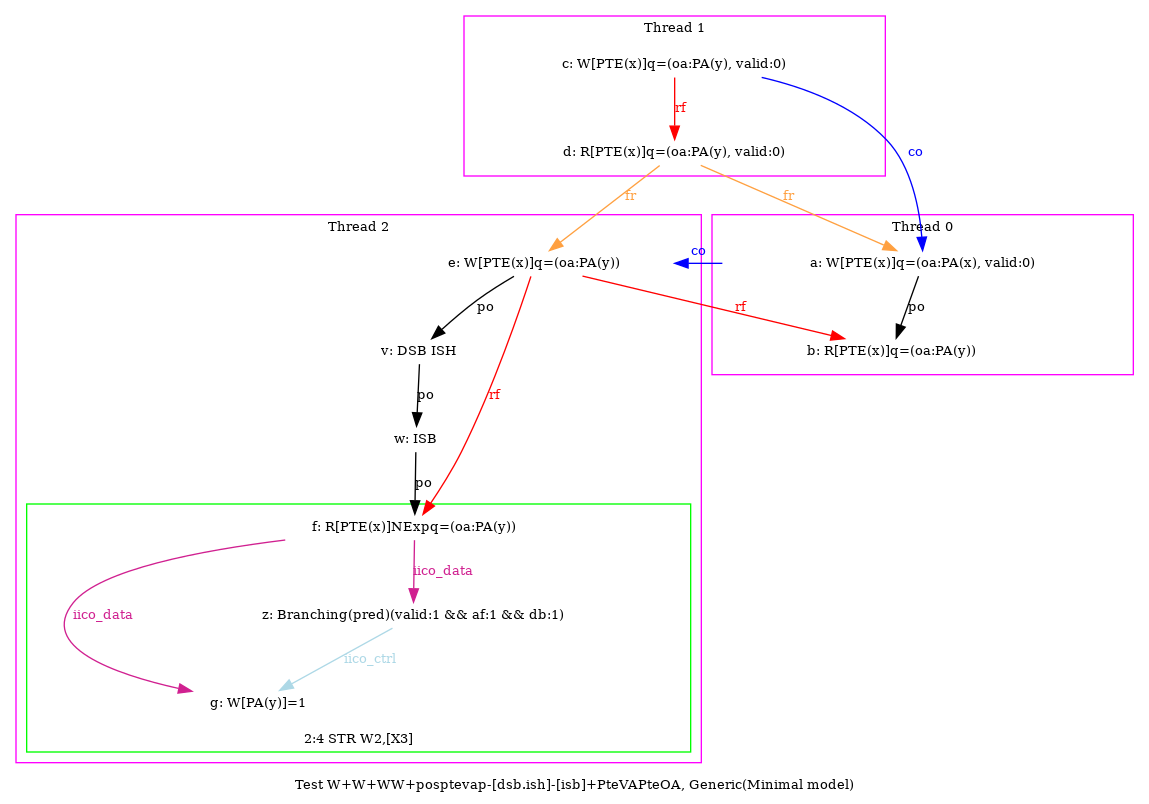 Thread 1
c: W[PTE(x)]q=(oa:PA(y), valid:0)
rf
co
d: R[PTE(x)]q=(oa:PA(y), valid:0)
fr
fr
Thread 2
Thread 0
co
e: W[PTE(x)]q=(oa:PA(y))
a: W[PTE(x)]q=(oa:PA(x), valid:0)
po
rf
po
v: DSB ISH
b: R[PTE(x)]q=(oa:PA(y))
po
rf
w: ISB
po
f: R[PTE(x)]NExpq=(oa:PA(y))
iico_data
iico_data
z: Branching(pred)(valid:1 && af:1 && db:1)
iico_ctrl
g: W[PA(y)]=1
2:4 STR W2,[X3]
Test W+W+WW+posptevap-[dsb.ish]-[isb]+PteVAPteOA, Generic(Minimal model)